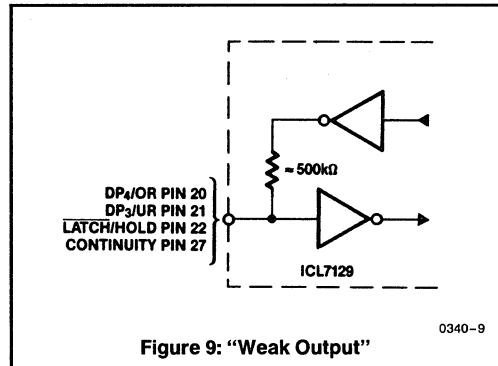 ≈ 500kΩ
DP₄/OR PIN 20
DP₃/UR PIN 21
L̅A̅T̅C̅H̅/HOLD PIN 22
CONTINUITY PIN 27
ICL7129
0340-9
Figure 9: "Weak Output"